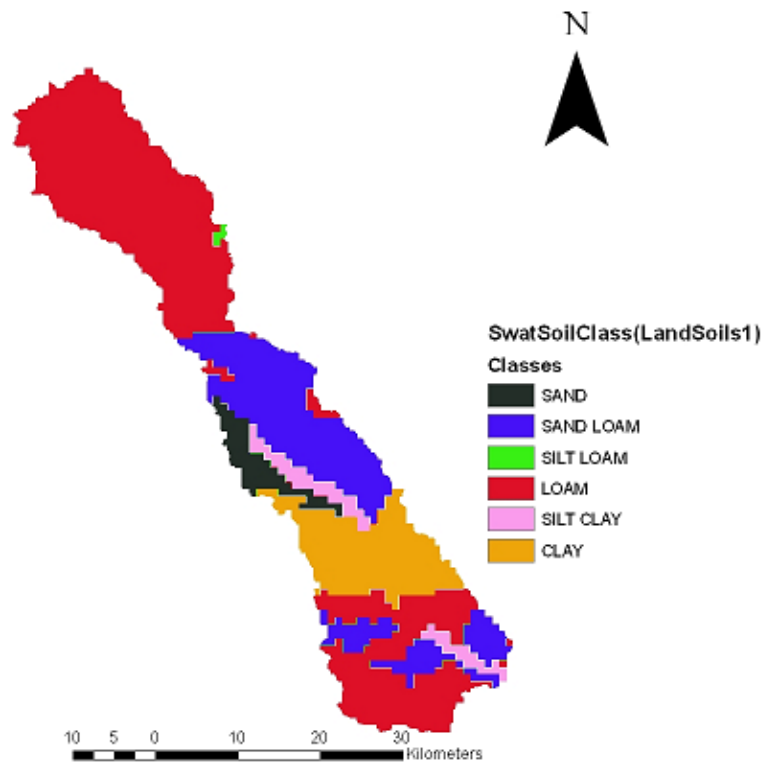 N
SwatSoilClass(LandSoils1)
Classes
SAND
SAND LOAM
SILT LOAM
LOAM
SILT CLAY
CLAY
10 5 0 10 20 30
Kilometers